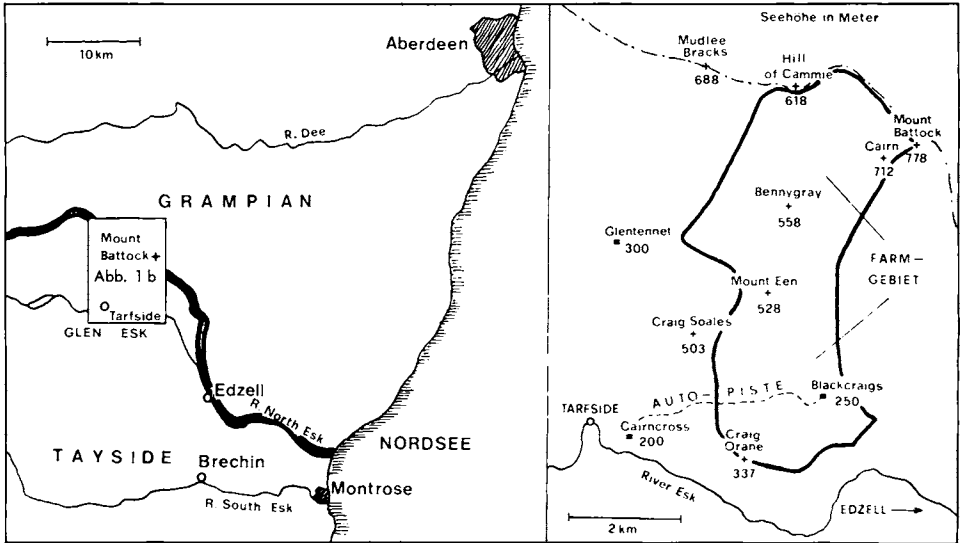 10 km
Aberdeen
R. Dee
GRAMPIAN
Mount
Battock
Abb. 1 b
Tarfside
GLEN ESK
Edzell
R. North Esk
NORDSEE
TAYSIDE
Brechin
Montrose
R. South Esk
Seehöhe in Meter
Mudlee
Bracks
688
Hill
of Cammie
618
Mount
Battock
778
Cairn
712
Bennygray
558
Glentennet
300
FARM-
GEBIET
Mount Een
528
Craig Soales
503
AUTO-PISTE
Blackcraigs
250
TARFSIDE
Cairncross
200
Craig
Orane
337
River Esk
EDZELL
2 km